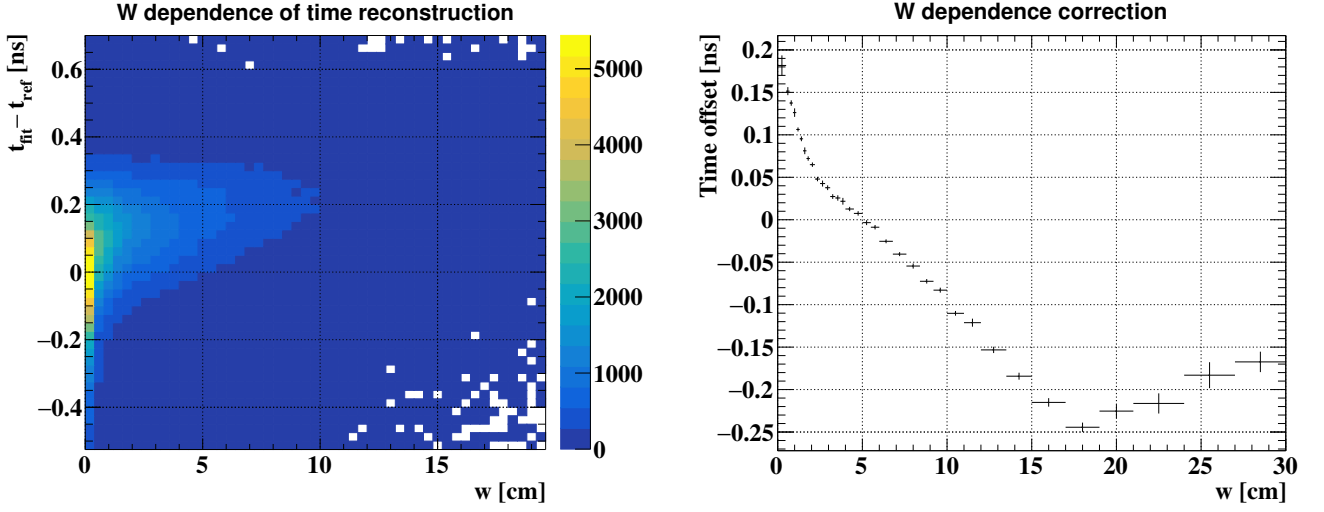 W dependence of time reconstruction
t_fit − t_ref [ns]
0.6
0.4
0.2
0
−0.2
−0.4
0 5 10 15
w [cm]
5000
4000
3000
2000
1000
0
W dependence correction
Time offset [ns]
0.2
0.15
0.1
0.05
0
−0.05
−0.1
−0.15
−0.2
−0.25
0 5 10 15 20 25 30
w [cm]